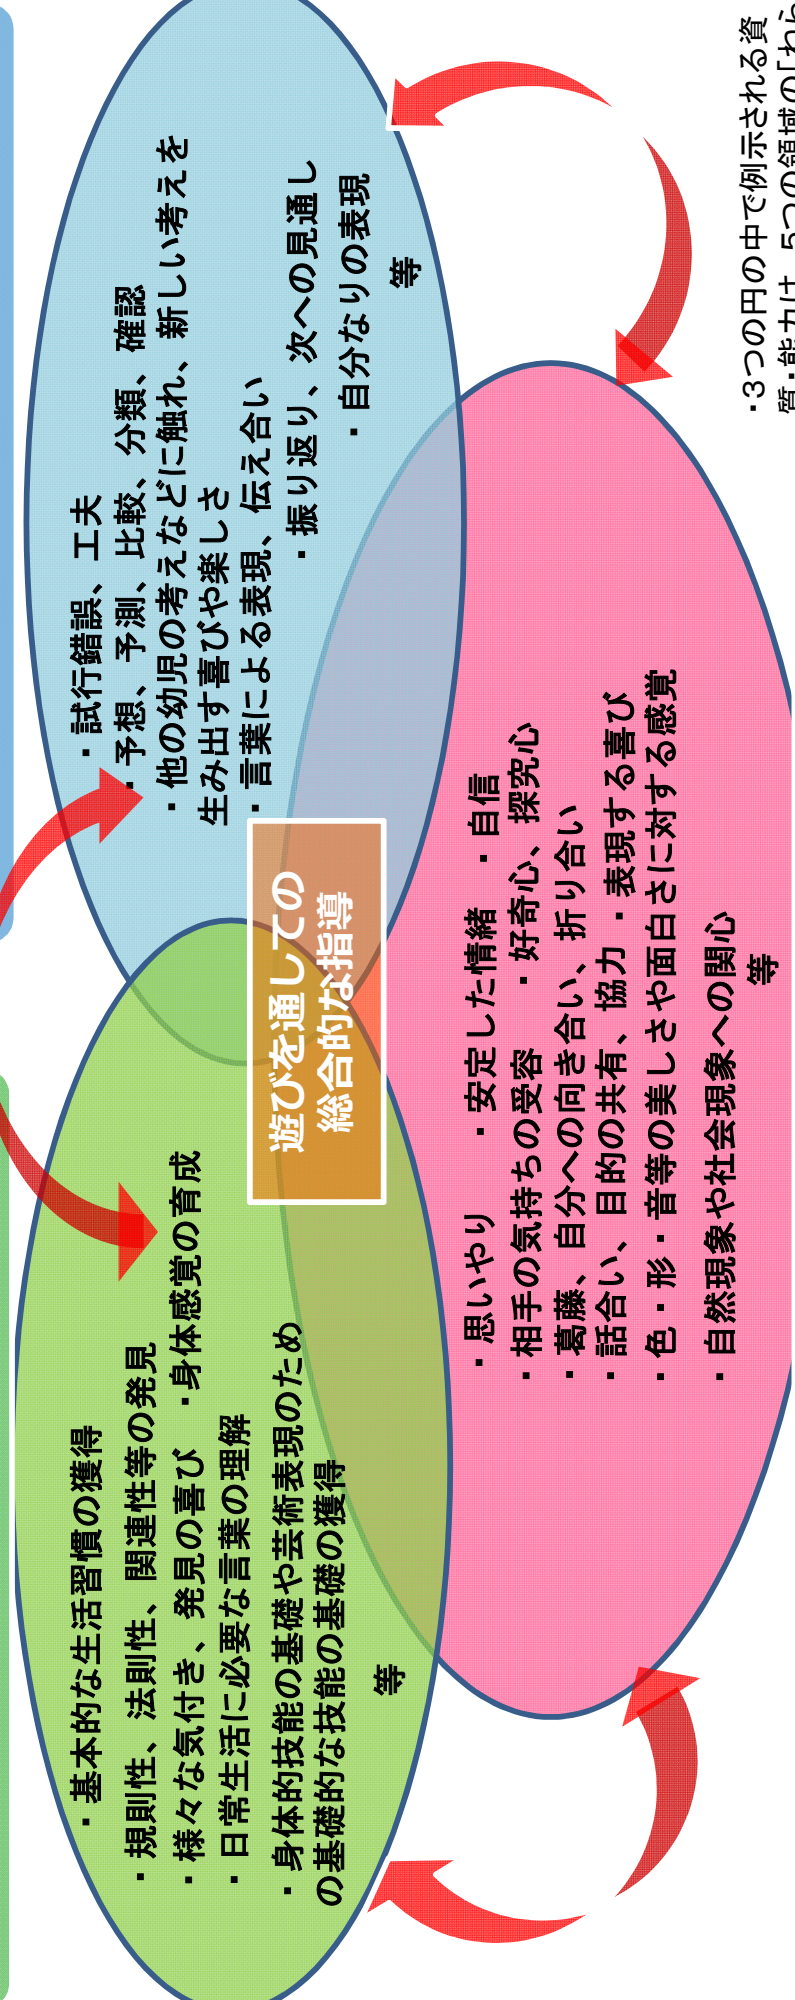 ・基本的な生活習慣の獲得
・規則性、法則性、関連性等の発見
・様々な気付き、発見の喜び ・身体感覚の育成
・日常生活に必要な言葉の理解
・身体的技能の基礎や芸術表現のため
の基礎的な技能の基礎の獲得
等
・試行錯誤、工夫
・予想、予測、比較、分類、確認
・他の幼児の考えなどに触れ、新しい考えを
生み出す喜びや楽しさ
・言葉による表現、伝え合い
・振り返り、次への見通し
・自分なりの表現
等
遊びを通しての
総合的な指導
・思いやり ・安定した情緒 ・自信
・相手の気持ちの受容 ・好奇心、探究心
・葛藤、自分への向き合い、折り合い
・話合い、目的の共有、協力 ・表現する喜び
・色・形・音等の美しさや面白さに対する感覚
・自然現象や社会現象への関心
等
・3つの円の中で例示される資
質・能力は、5つの領域の「ねら